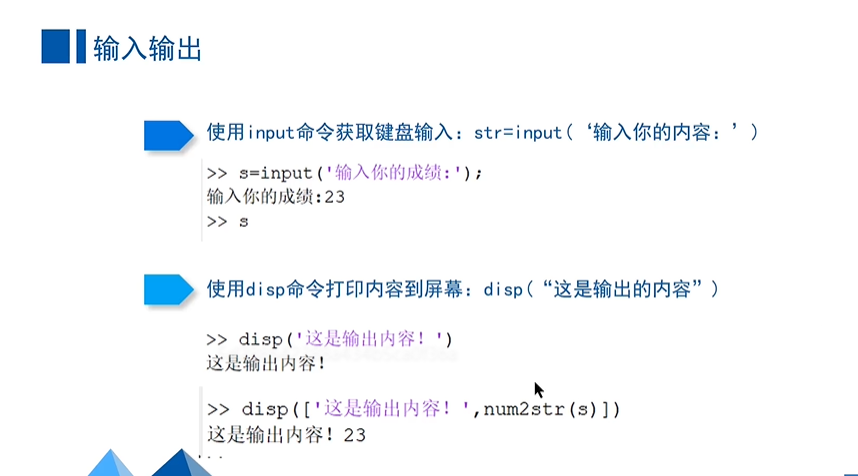 输入输出
使用input命令获取键盘输入：str=input(‘输入你的内容：’)
>> s=input('输入你的成绩:');
输入你的成绩:23
>> s
使用disp命令打印内容到屏幕：disp(“这是输出的内容”)
>> disp('这是输出内容！')
这是输出内容！
>> disp(['这是输出内容！',num2str(s)])
这是输出内容！23